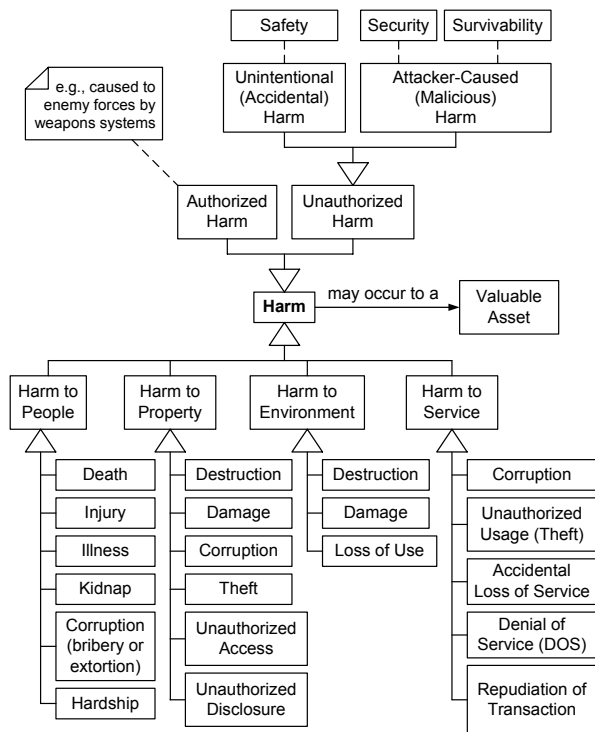 Safety
Security
Survivability
e.g., caused to
enemy forces by
weapons systems
Unintentional
(Accidental)
Harm
Attacker-Caused
(Malicious)
Harm
Authorized
Harm
Unauthorized
Harm
Harm
may occur to a
Valuable
Asset
Harm to
People
Harm to
Property
Harm to
Environment
Harm to
Service
Death
Injury
Illness
Kidnap
Corruption
(bribery or
extortion)
Hardship
Destruction
Damage
Corruption
Theft
Unauthorized
Access
Unauthorized
Disclosure
Destruction
Damage
Loss of Use
Corruption
Unauthorized
Usage (Theft)
Accidental
Loss of Service
Denial of
Service (DOS)
Repudiation of
Transaction